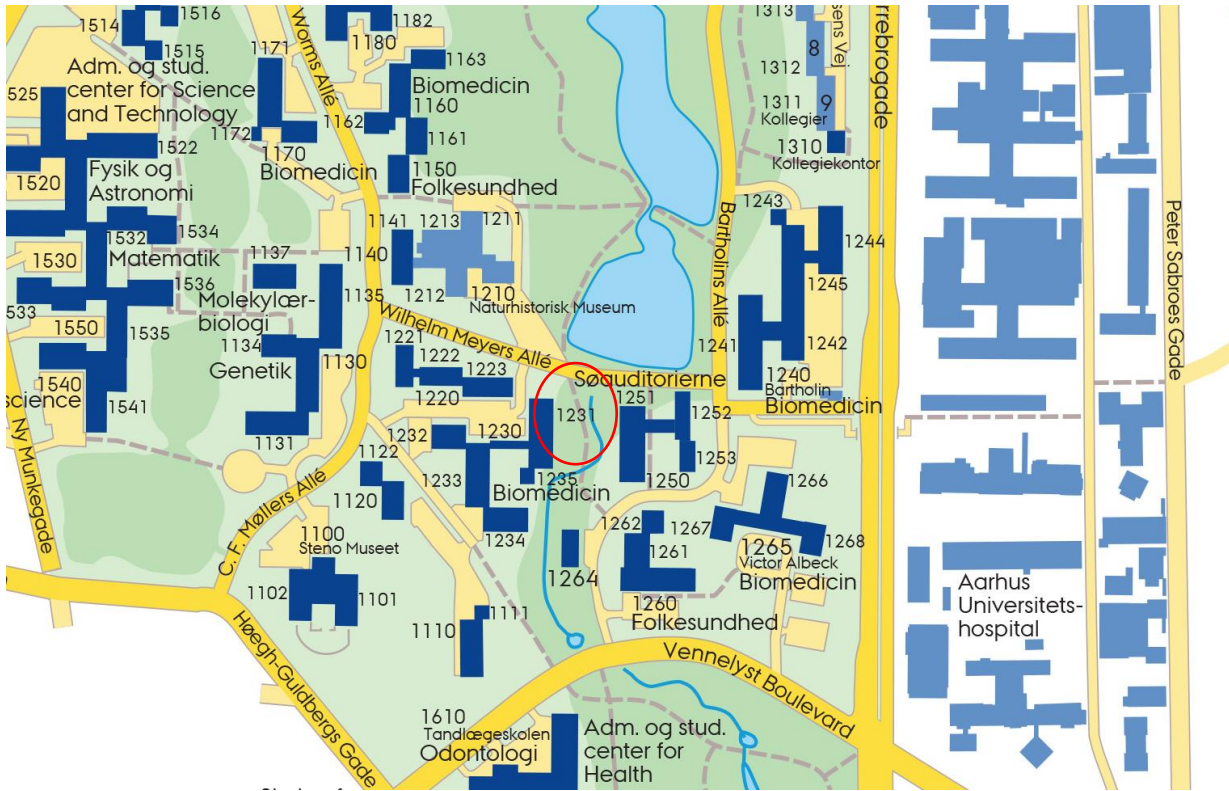 1514
1516
1515
Adm. og stud.
center for Science
and Technology
525
1522
1520
Fysik og
Astronomi
1532
1534
Matematik
1530
1536
533
1550
1535
1540
science
1541
Ny Munkegade
1171
1172
1170
Biomedicin
Worms Allé
1182
1180
1163
Biomedicin
1160
1162
1161
1150
Folkesundhed
1141
1213
1211
1140
1212
1210
Naturhistorisk Museum
1137
1135
Molekylær-
biologi
1134
Genetik
1130
1131
Wilhelm Meyers Allé
1221
1222
1223
1220
Søauditorierne
1231
1232
1230
1233
1235
Biomedicin
1234
1122
1120
C. F. Møllers Allé
1100
Steno Museet
1102
1101
1111
1110
Høegh-Guldbergs Gade
1251
1252
1253
1250
1262
1267
1261
1264
1260
Folkesundhed
1266
1268
1265
Victor Albeck
Biomedicin
Vennelyst Boulevard
1610
Tandlægeskolen
Odontologi
Adm. og stud.
center for
Health
1313
8
1312
sens Vej
1311
9
Kollegier
1310
Kollegiekontor
rrebrogade
Bartholins Allé
1243
1244
1245
1241
1242
1240
Bartholin
Biomedicin
Peter Sabroes Gade
Aarhus
Universitets-
hospital